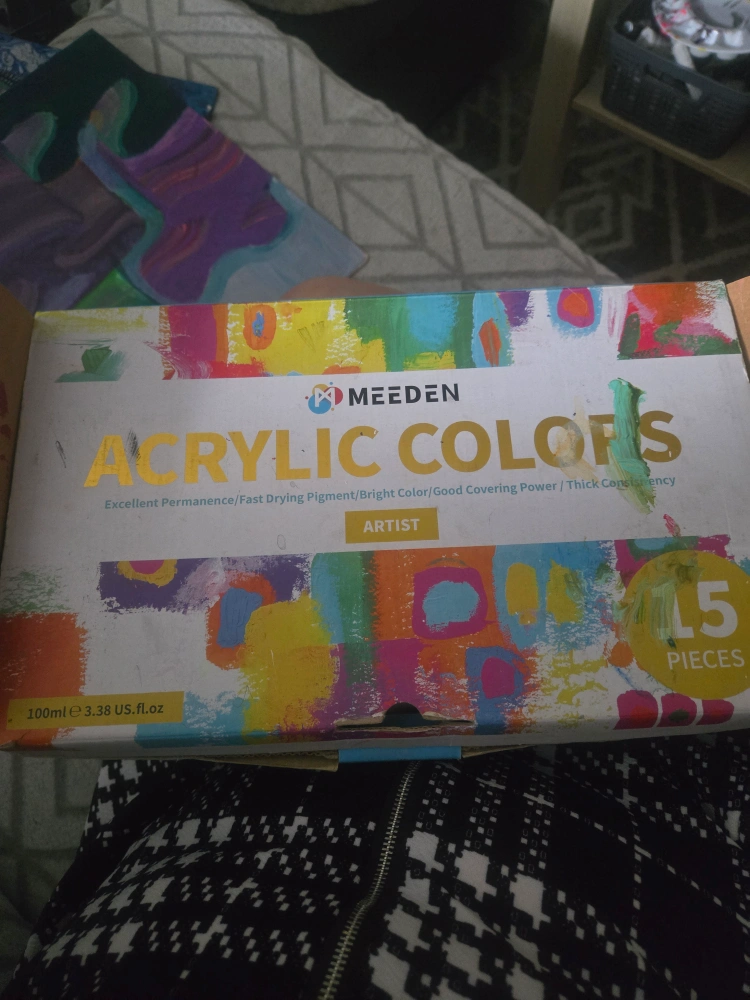 MEEDEN
ACRYLIC COLORS
Excellent Permanence/Fast Drying Pigment/Bright Color/Good Covering Power / Thick Consistency
ARTIST
15
PIECES
100ml ℮ 3.38 US.fl.oz